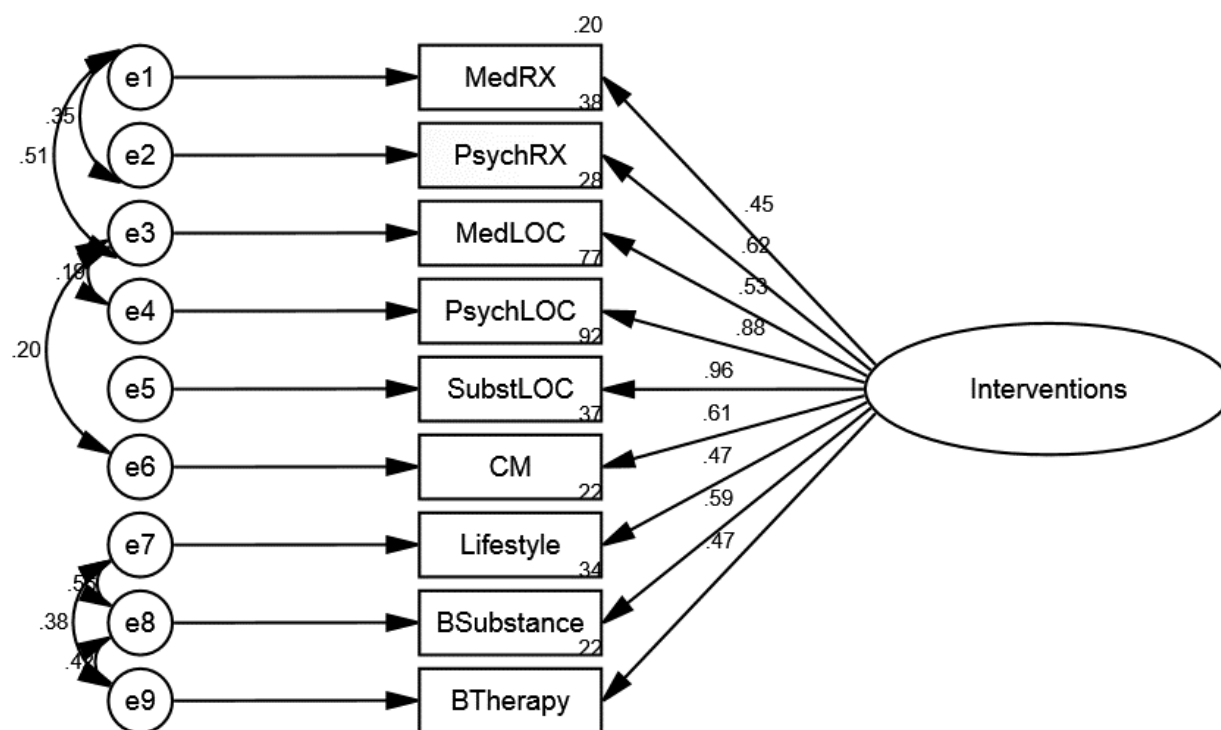 .20
e1
MedRX
.38
.35
.51
e2
PsychRX
28
.45
e3
MedLOC
.62
77
.19
.53
e4
PsychLOC
.88
92
.20
e5
SubstLOC
.96
Interventions
37
.61
e6
CM
.47
22
.59
e7
Lifestyle
.47
34
.38
e8
BSubstance
22
e9
BTherapy